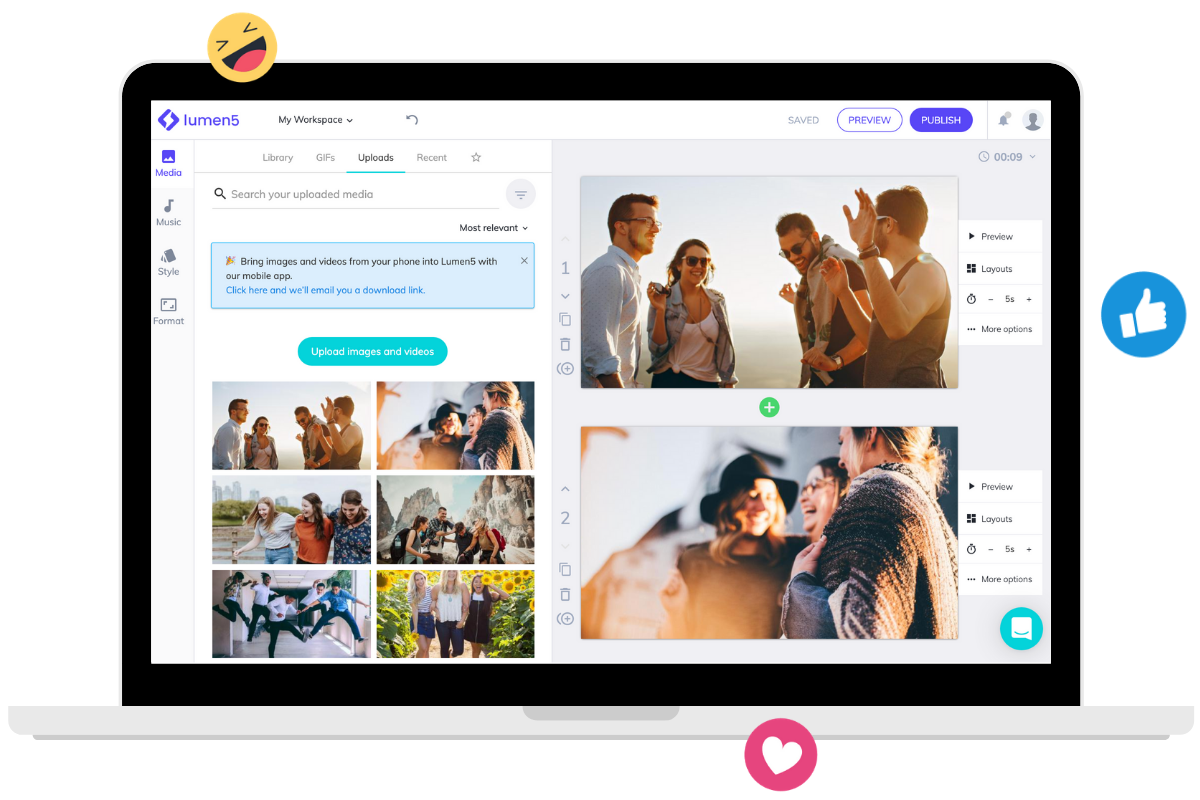 lumen5
My Workspace
SAVED
PREVIEW
PUBLISH
Media
Music
Style
Format
Library
GIFs
Uploads
Recent
Search your uploaded media
Most relevant
Bring images and videos from your phone into Lumen5 with
our mobile app.
Click here and we'll email you a download link.
Upload images and videos
00:09
1
Preview
Layouts
– 5s +
More options
2
Preview
Layouts
– 5s +
More options